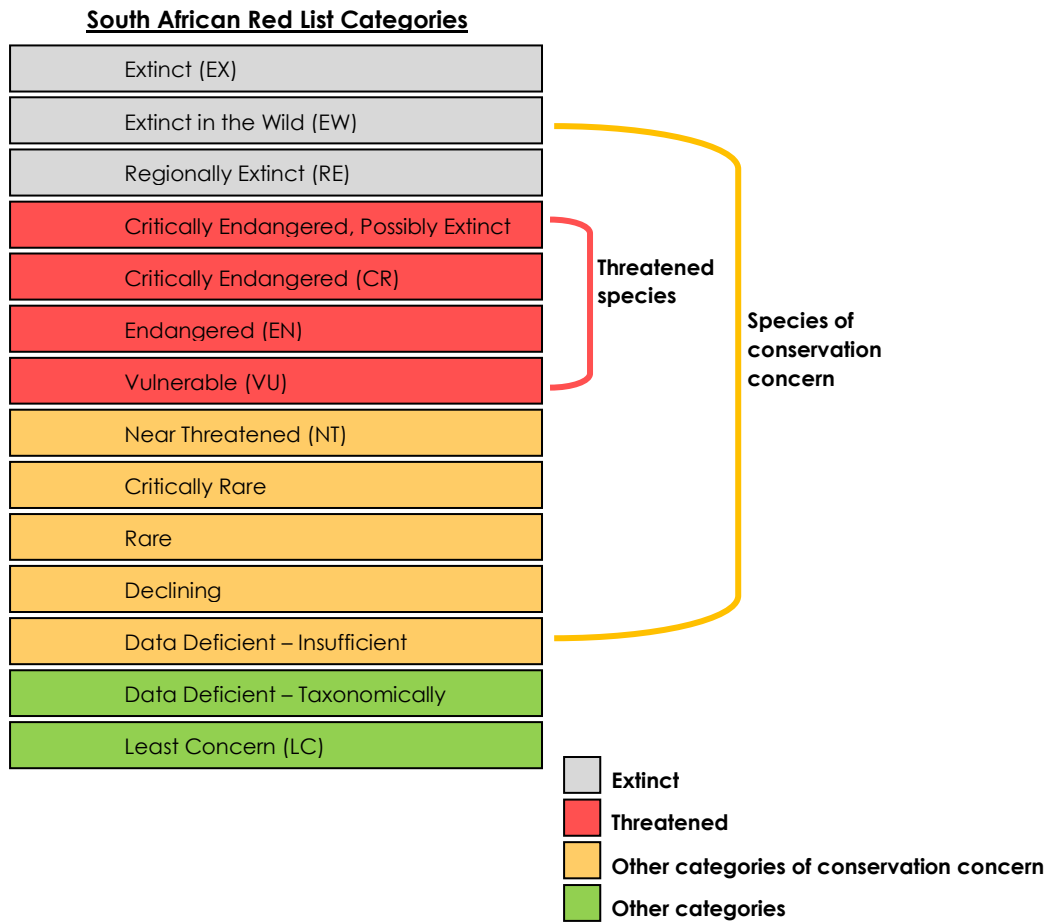 South African Red List Categories
Extinct (EX)
Extinct in the Wild (EW)
Regionally Extinct (RE)
Critically Endangered, Possibly Extinct
Critically Endangered (CR)
Endangered (EN)
Vulnerable (VU)
Near Threatened (NT)
Critically Rare
Rare
Declining
Data Deficient – Insufficient
Data Deficient – Taxonomically
Least Concern (LC)
Threatened
species
Species of
conservation
concern
Extinct
Threatened
Other categories of conservation concern
Other categories